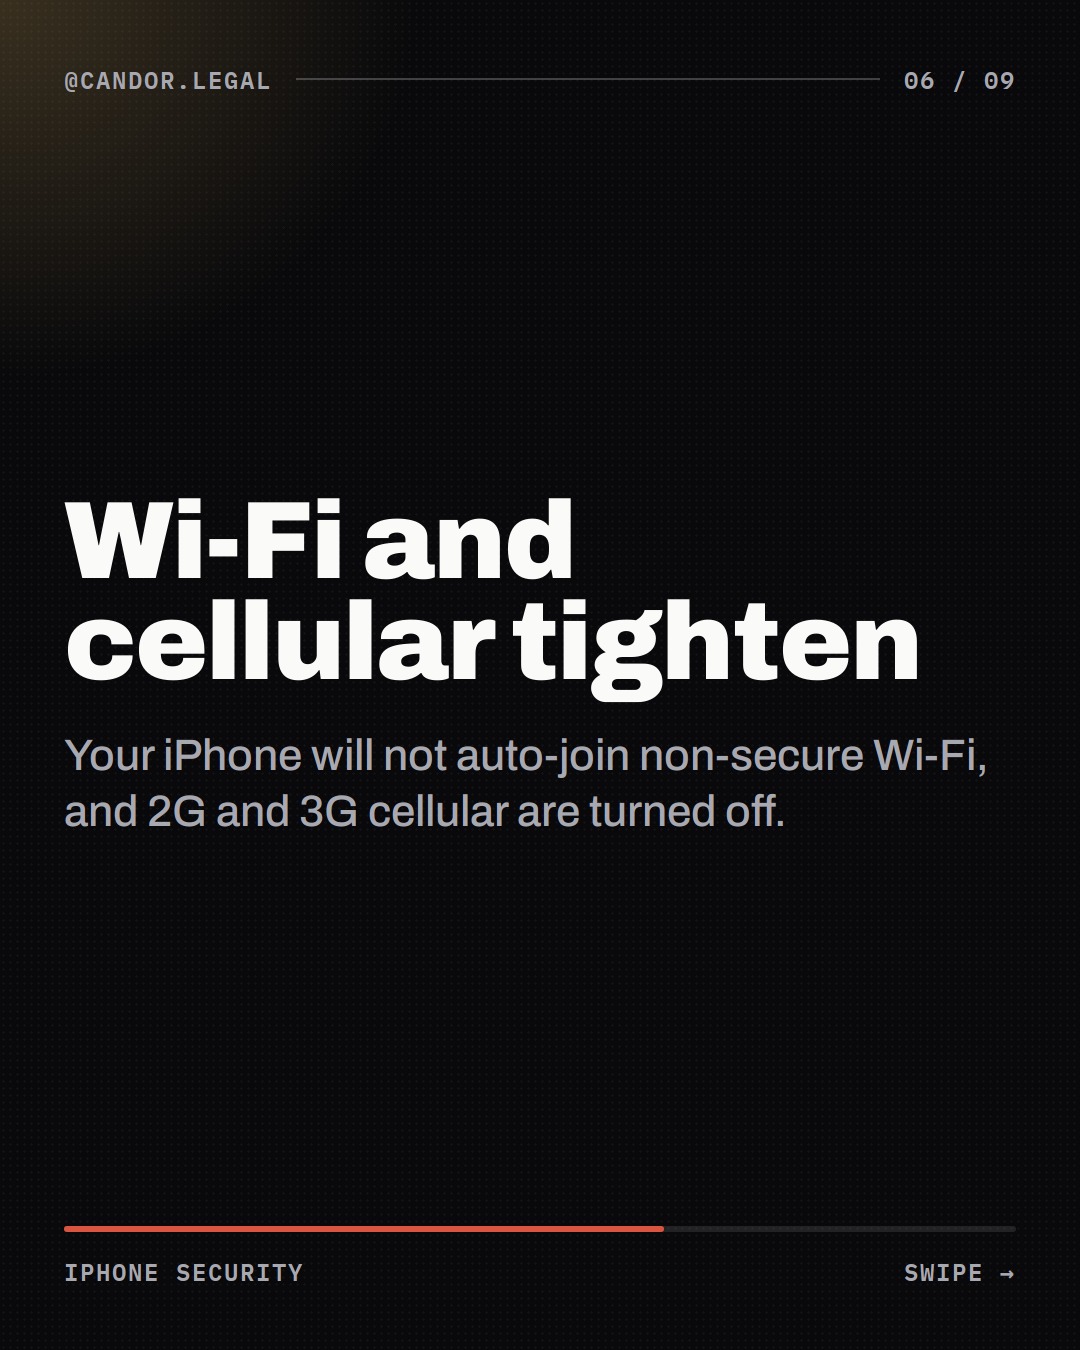 @CANDOR.LEGAL
06 / 09
Wi-Fi and
cellular tighten
Your iPhone will not auto-join non-secure Wi-Fi,
and 2G and 3G cellular are turned off.
IPHONE SECURITY
SWIPE →